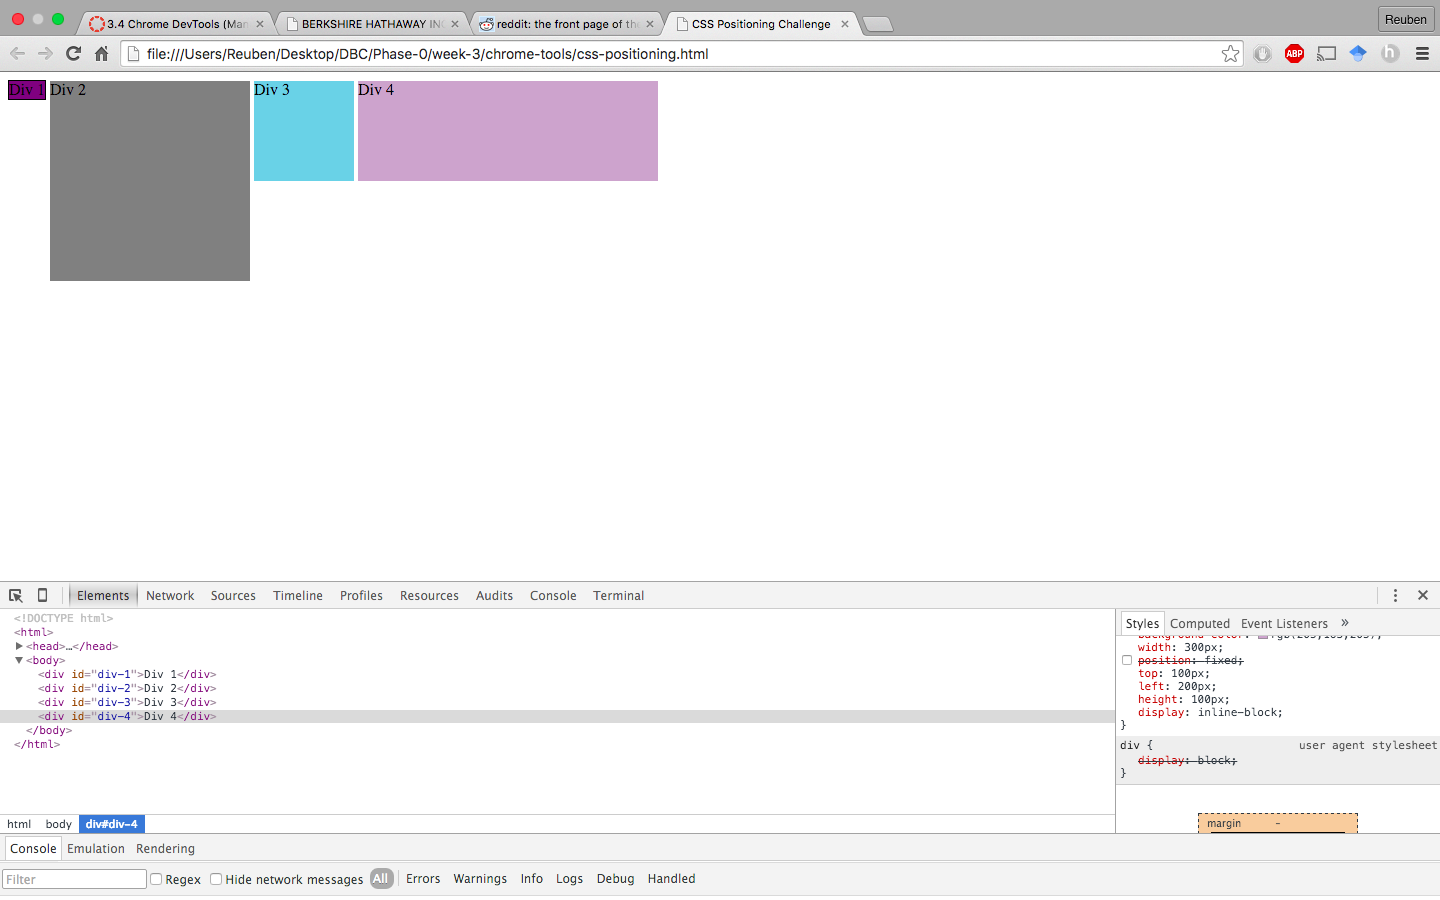 3.4 Chrome DevTools (Man
BERKSHIRE HATHAWAY INC
reddit: the front page of the
CSS Positioning Challenge
Reuben
file:///Users/Reuben/Desktop/DBC/Phase-0/week-3/chrome-tools/css-positioning.html
ABP
h
Div 1
Div 2
Div 3
Div 4
Elements Network Sources Timeline Profiles Resources Audits Console Terminal
<!DOCTYPE html>
<html>
<head>…</head>
<body>
<div id="div-1">Div 1</div>
<div id="div-2">Div 2</div>
<div id="div-3">Div 3</div>
<div id="div-4">Div 4</div>
</body>
</html>
Styles Computed Event Listeners »
width: 300px;
position: fixed;
top: 100px;
left: 200px;
height: 100px;
display: inline-block;
}
div { user agent stylesheet
display: block;
}
margin -
html body div#div-4
Console Emulation Rendering
Filter Regex Hide network messages All Errors Warnings Info Logs Debug Handled